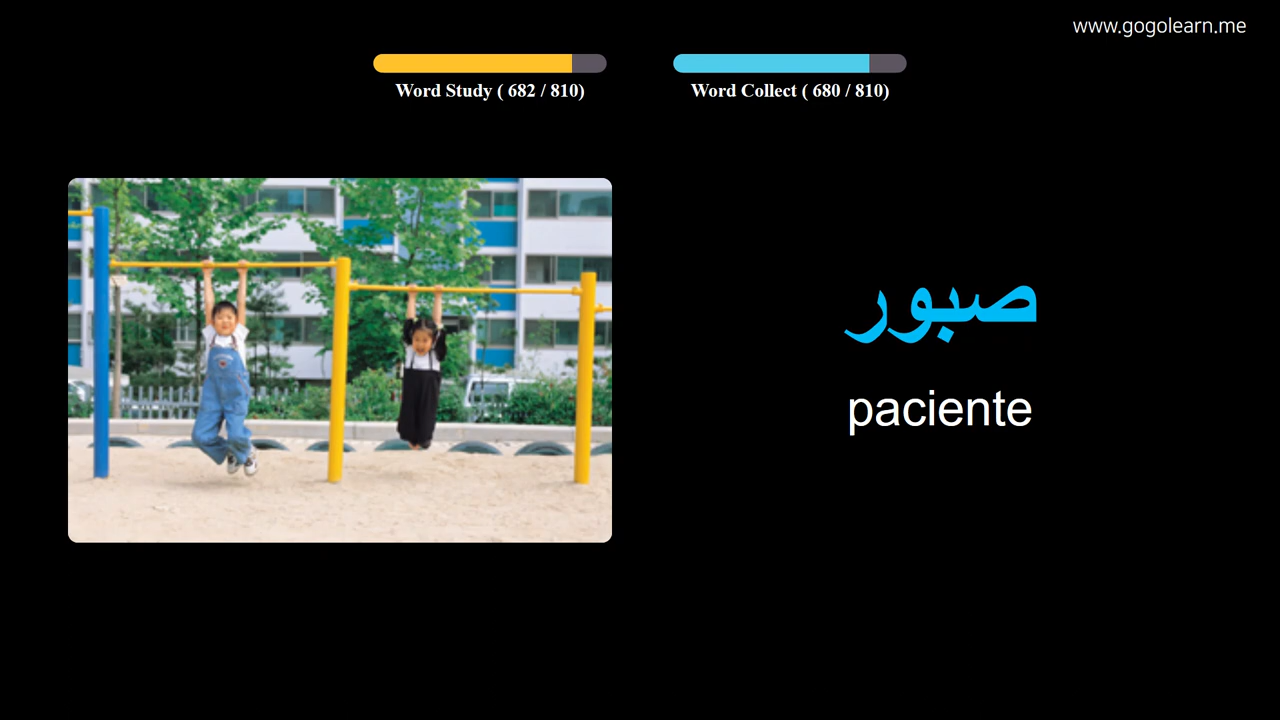 www.gogolearn.me
Word Study ( 682 / 810)
Word Collect ( 680 / 810)
صبور
paciente